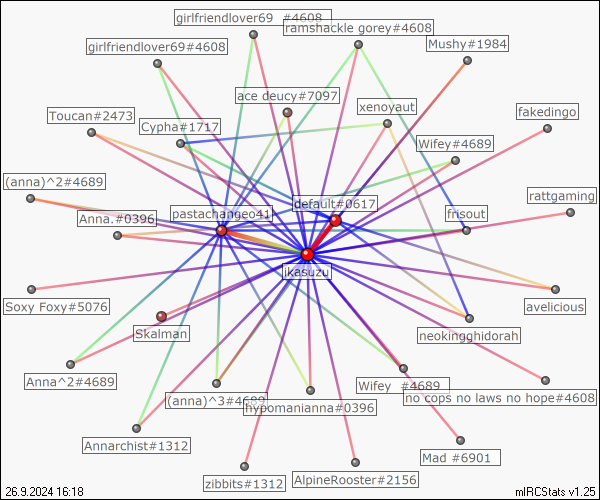 girlfriendlover69 #4608
ramshackle gorey#4608
girlfriendlover69#4608
Mushy#1984
ace deucy#7097
xenoyaut
fakedingo
Toucan#2473
Cypha#1717
Wifey#4689
(anna)^2#4689
default#0617
rattgaming
Anna.#0396
pastachangeo41
frisout
ikasuzu
Soxy Foxy#5076
avelicious
Skalman
neokingghidorah
Anna^2#4689
Wifey #4689
(anna)^3#4689
hypomanianna#0396
no cops no laws no hope#4608
Annarchist#1312
Mad #6901
zibbits#1312
AlpineRooster#2156
26.9.2024 16:18
mIRCStats v1.25